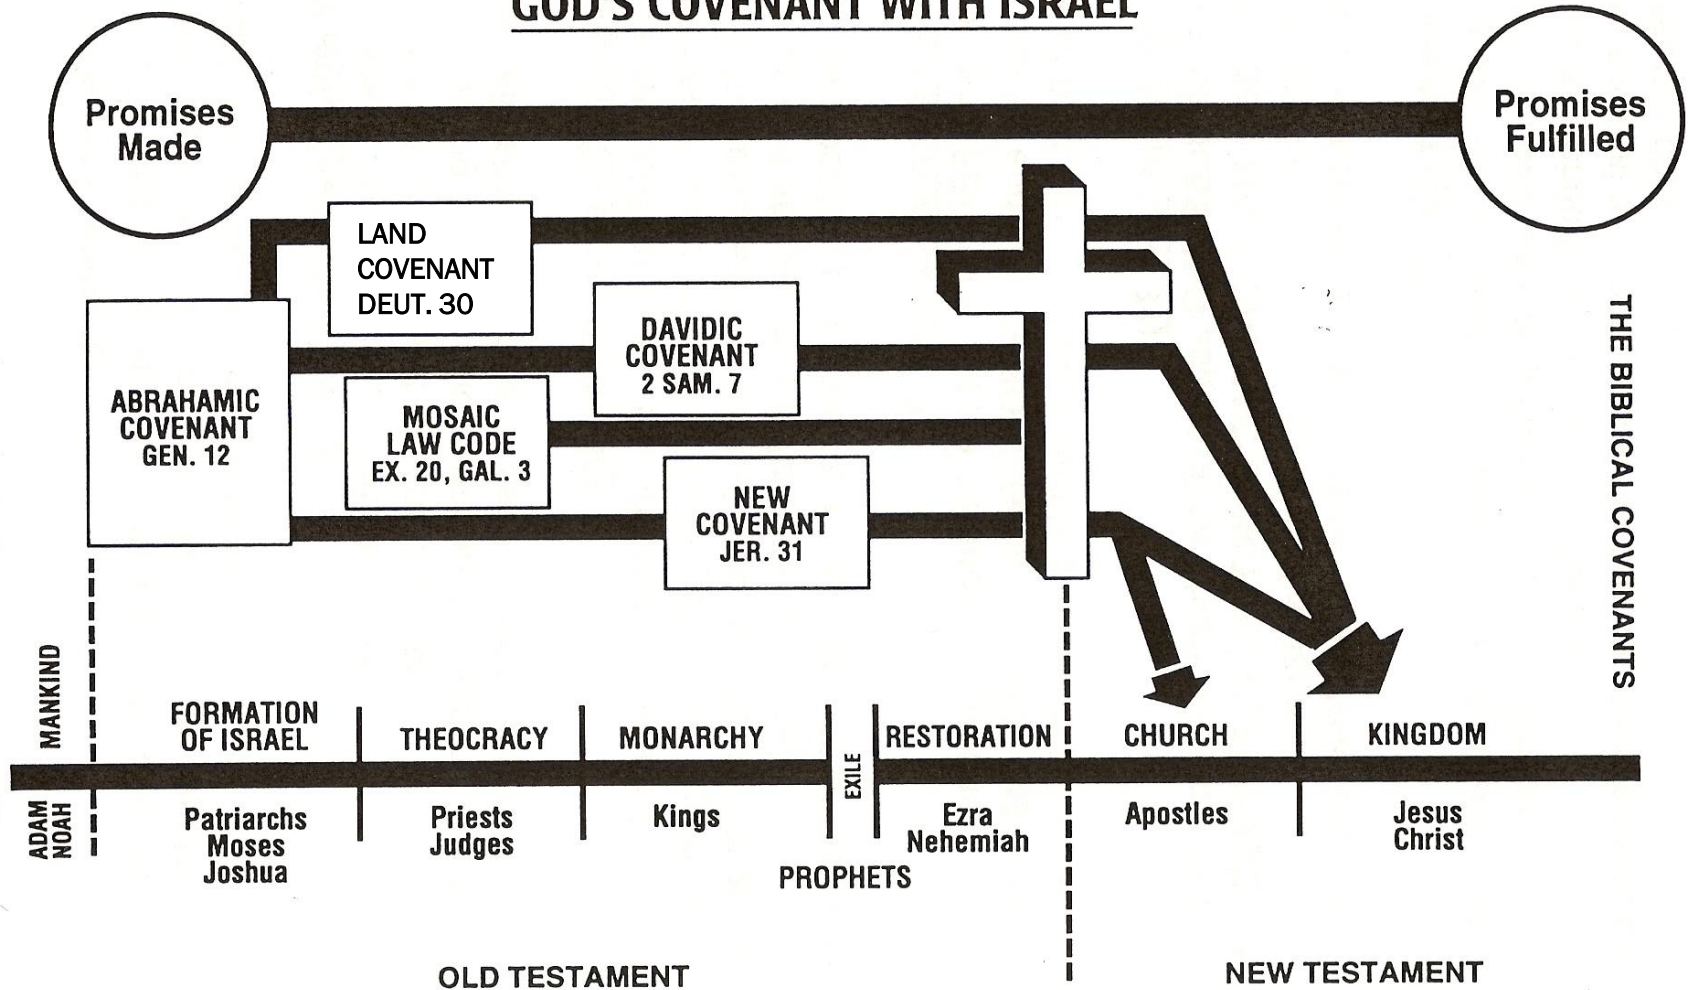 GOD'S COVENANT WITH ISRAEL
Promises
Made
Promises
Fulfilled
LAND
COVENANT
DEUT. 30
DAVIDIC
COVENANT
2 SAM. 7
ABRAHAMIC
COVENANT
GEN. 12
MOSAIC
LAW CODE
EX. 20, GAL. 3
NEW
COVENANT
JER. 31
THE BIBLICAL COVENANTS
MANKIND
FORMATION
OF ISRAEL
THEOCRACY
MONARCHY
EXILE
RESTORATION
CHURCH
KINGDOM
ADAM
NOAH
Patriarchs
Moses
Joshua
Priests
Judges
Kings
Ezra
Nehemiah
Apostles
Jesus
Christ
PROPHETS
OLD TESTAMENT
NEW TESTAMENT